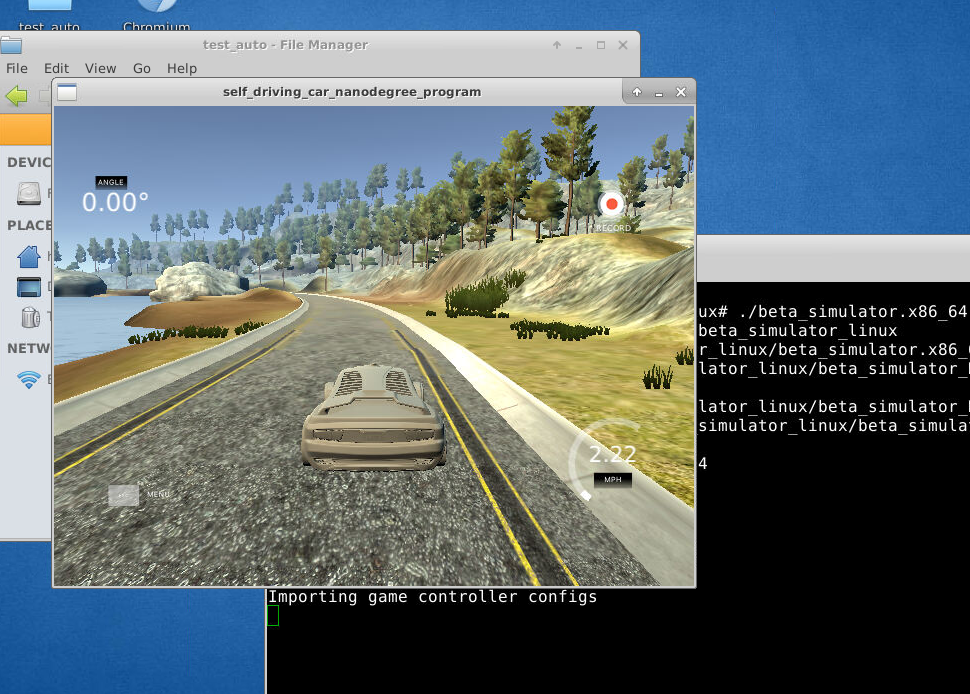 test_auto
Chromium
test_auto - File Manager
File Edit View Go Help
self_driving_car_nanodegree_program
DEVIC
PLACE
NETW
ANGLE
0.00°
RECORD
2.22
MPH
MENU
ux# ./beta_simulator.x86_64
beta_simulator_linux
r_linux/beta_simulator.x86_
lator_linux/beta_simulator_
lator_linux/beta_simulator_
simulator_linux/beta_simula
4
Importing game controller configs